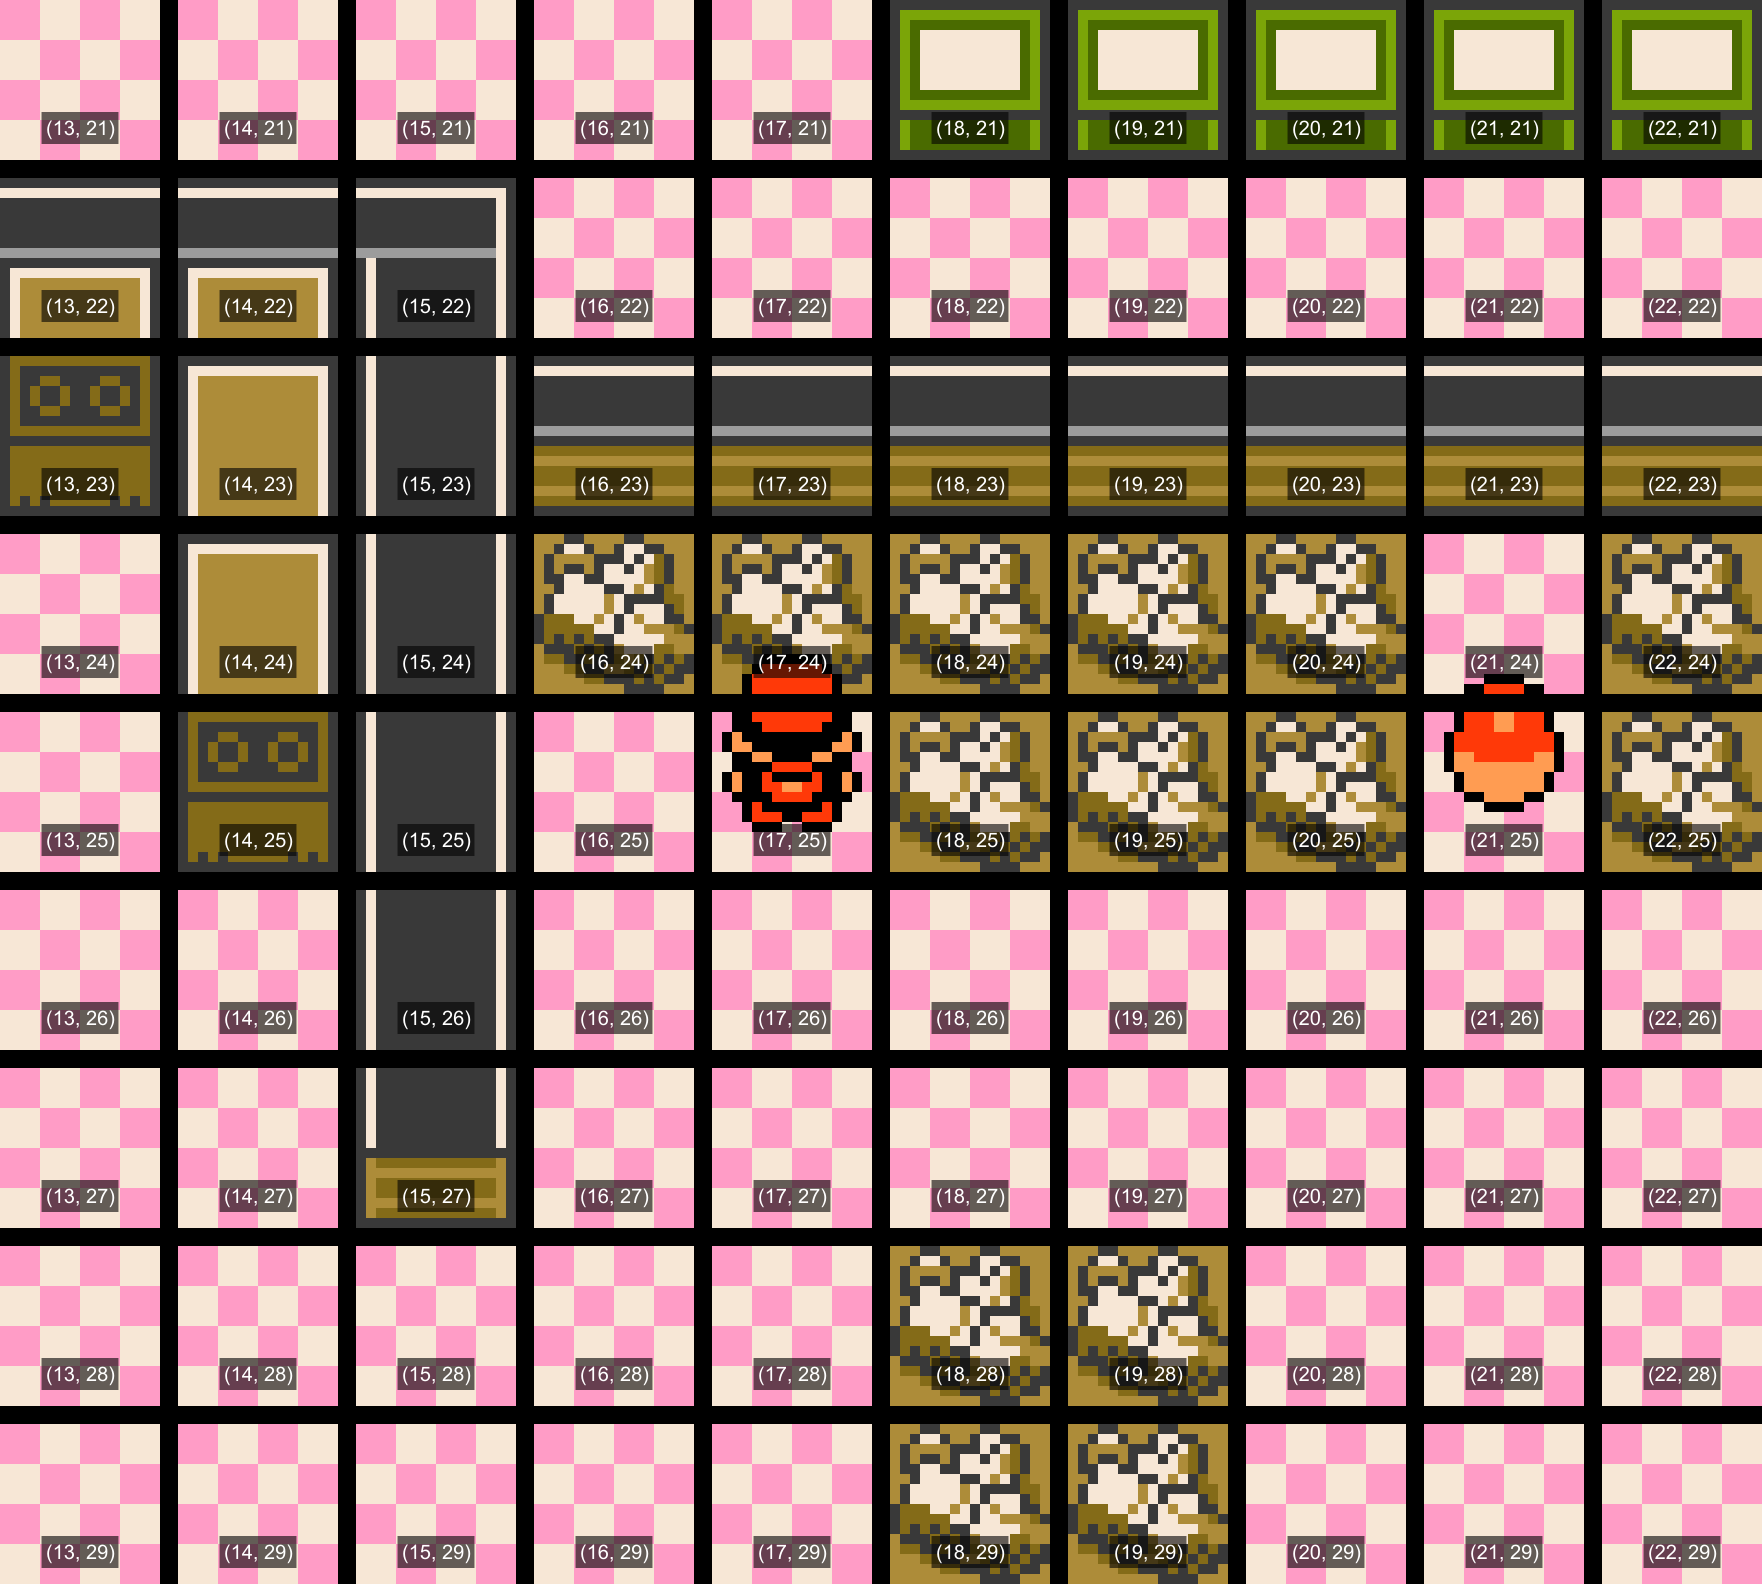 (13, 21) (14, 21) (15, 21) (16, 21) (17, 21) (18, 21) (19, 21) (20, 21) (21, 21) (22, 21)
(13, 22) (14, 22) (15, 22) (16, 22) (17, 22) (18, 22) (19, 22) (20, 22) (21, 22) (22, 22)
(13, 23) (14, 23) (15, 23) (16, 23) (17, 23) (18, 23) (19, 23) (20, 23) (21, 23) (22, 23)
(13, 24) (14, 24) (15, 24) (16, 24) (17, 24) (18, 24) (19, 24) (20, 24) (21, 24) (22, 24)
(13, 25) (14, 25) (15, 25) (16, 25) (17, 25) (18, 25) (19, 25) (20, 25) (21, 25) (22, 25)
(13, 26) (14, 26) (15, 26) (16, 26) (17, 26) (18, 26) (19, 26) (20, 26) (21, 26) (22, 26)
(13, 27) (14, 27) (15, 27) (16, 27) (17, 27) (18, 27) (19, 27) (20, 27) (21, 27) (22, 27)
(13, 28) (14, 28) (15, 28) (16, 28) (17, 28) (18, 28) (19, 28) (20, 28) (21, 28) (22, 28)
(13, 29) (14, 29) (15, 29) (16, 29) (17, 29) (18, 29) (19, 29) (20, 29) (21, 29) (22, 29)